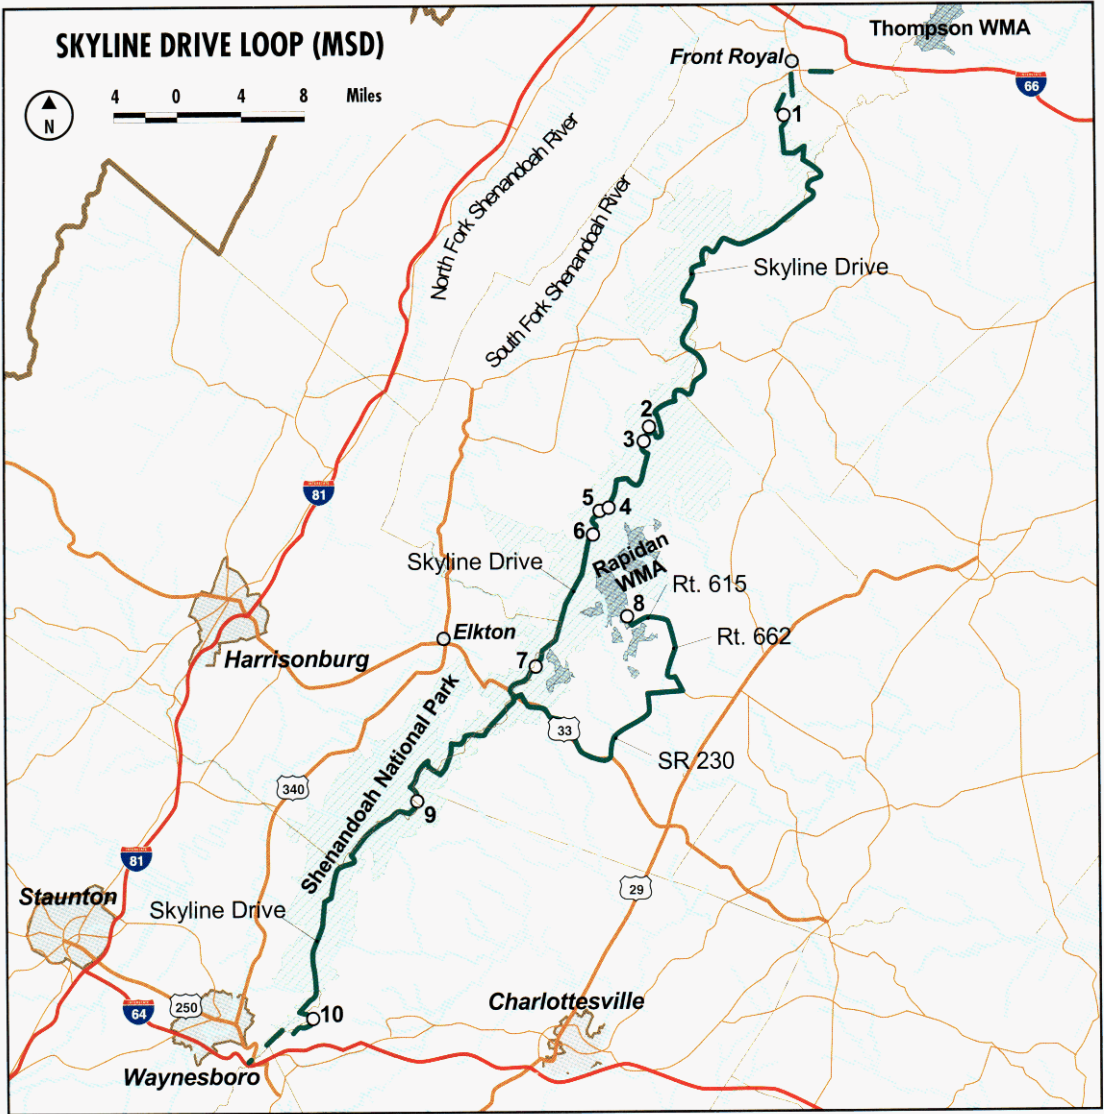 SKYLINE DRIVE LOOP (MSD)
4 0 4 8 Miles
N
Thompson WMA
Front Royal
66
1
North Fork Shenandoah River
South Fork Shenandoah River
Skyline Drive
2
3
81
5
4
6
Skyline Drive
Rapidan
WMA
Rt. 615
8
Rt. 662
Elkton
Harrisonburg
7
33
SR 230
Shenandoah National Park
340
9
81
29
Staunton
Skyline Drive
Charlottesville
250
64
10
Waynesboro